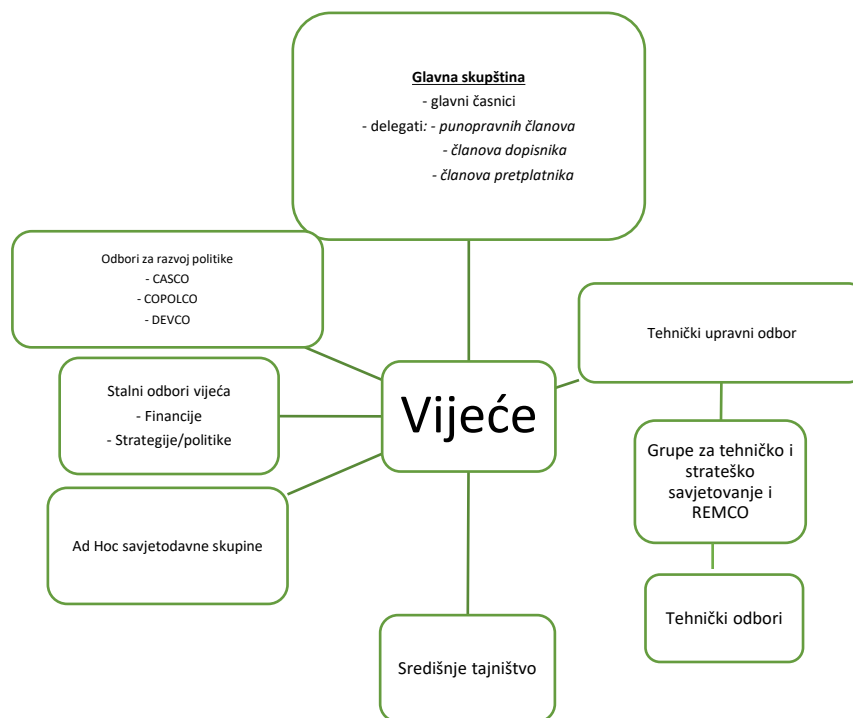 Glavna skupština
- glavni časnici
- delegati: - punopravnih članova
- članova dopisnika
- članova pretplatnika
Odbori za razvoj politike
- CASCO
- COPOLCO
- DEVCO
Tehnički upravni odbor
Stalni odbori vijeća
- Financije
- Strategije/politike
Vijeće
Grupe za tehničko i
strateško
savjetovanje i
REMCO
Ad Hoc savjetodavne skupine
Tehnički odbori
Središnje tajništvo